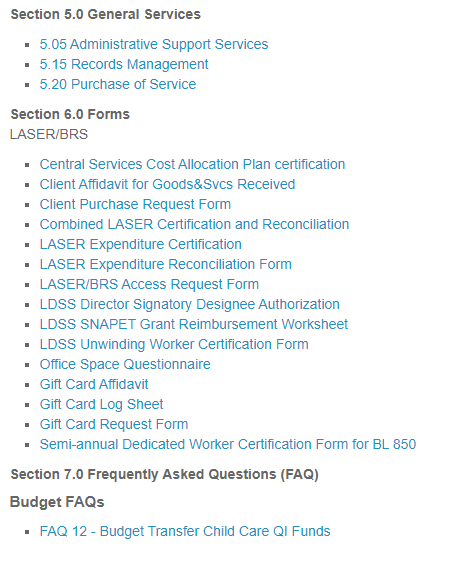 Section 5.0 General Services
5.05 Administrative Support Services
5.15 Records Management
5.20 Purchase of Service
Section 6.0 Forms
LASER/BRS
Central Services Cost Allocation Plan certification
Client Affidavit for Goods&Svcs Received
Client Purchase Request Form
Combined LASER Certification and Reconciliation
LASER Expenditure Certification
LASER Expenditure Reconciliation Form
LASER/BRS Access Request Form
LDSS Director Signatory Designee Authorization
LDSS SNAPET Grant Reimbursement Worksheet
LDSS Unwinding Worker Certification Form
Office Space Questionnaire
Gift Card Affidavit
Gift Card Log Sheet
Gift Card Request Form
Semi-annual Dedicated Worker Certification Form for BL 850
Section 7.0 Frequently Asked Questions (FAQ)
Budget FAQs
FAQ 12 - Budget Transfer Child Care QI Funds